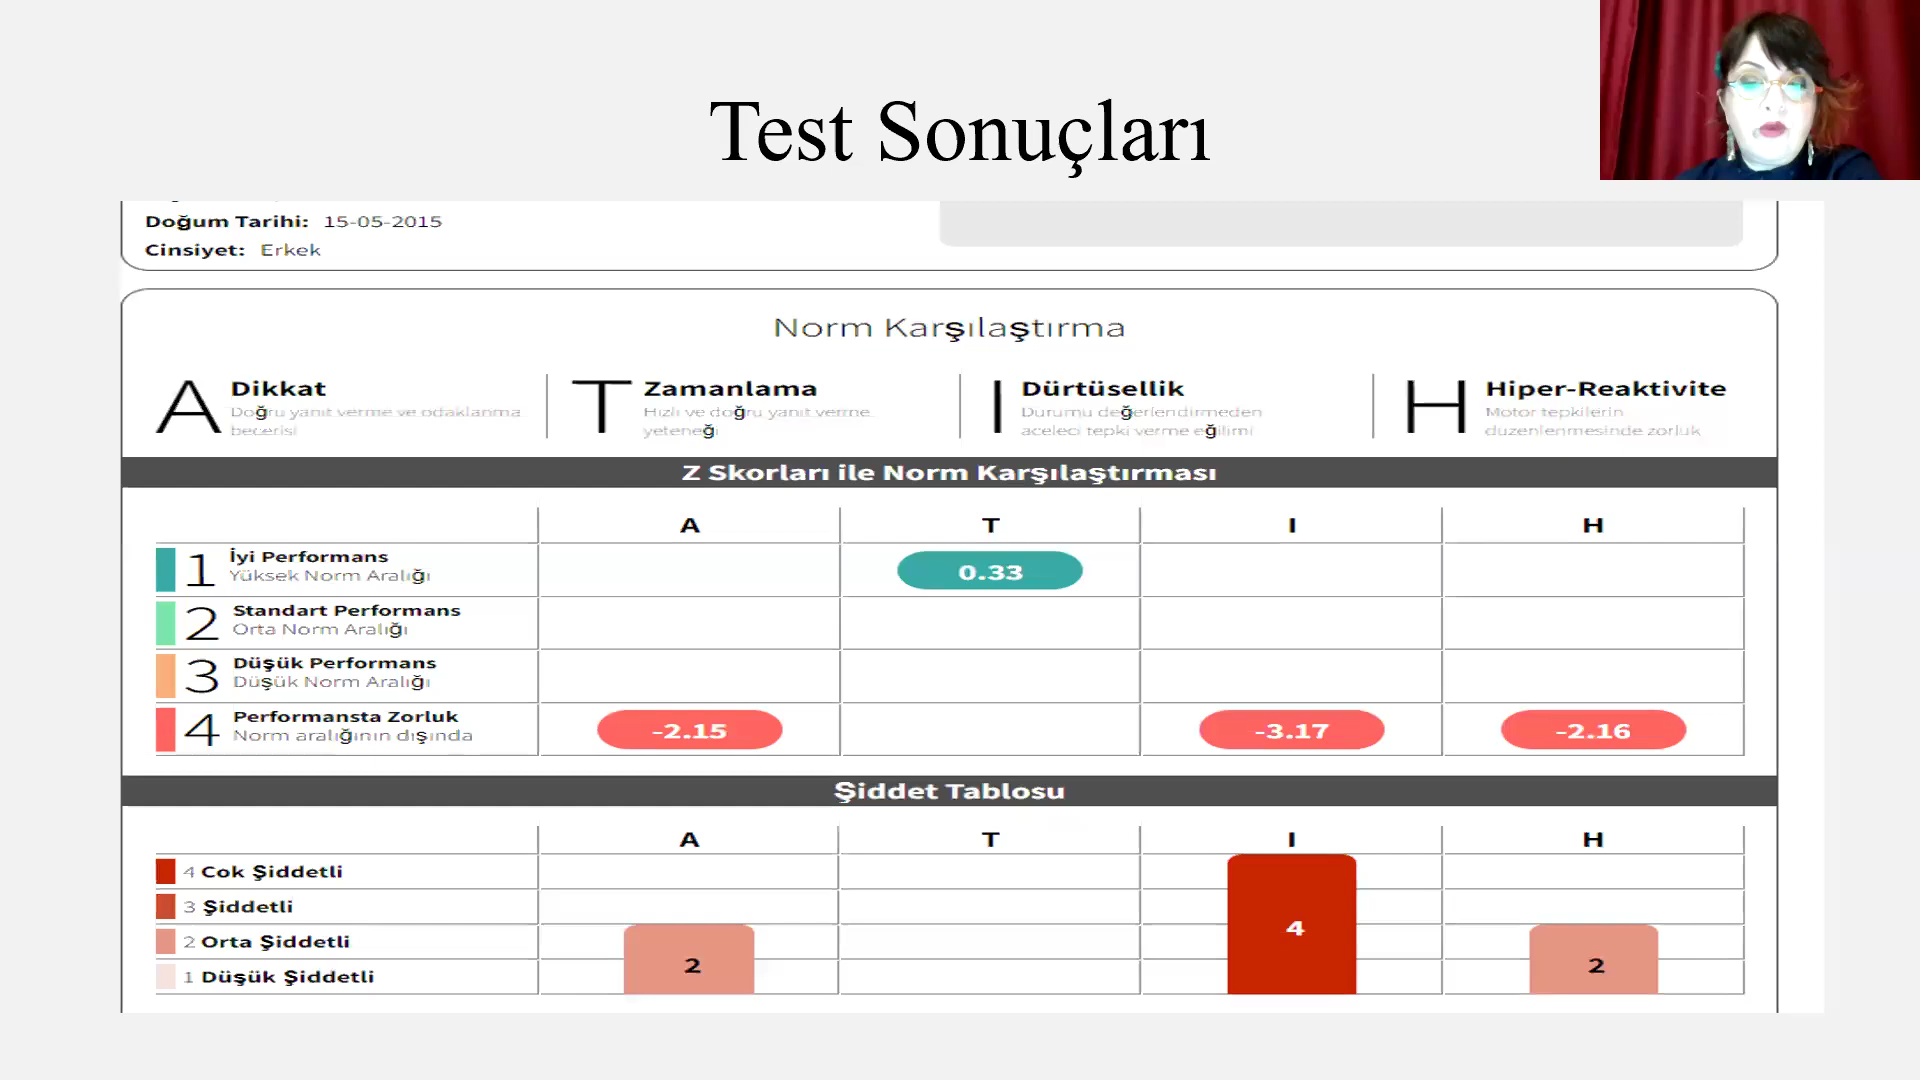 Test Sonuçları
Doğum Tarihi: 15-05-2015
Cinsiyet: Erkek
Norm Karşılaştırma
A Dikkat
Doğru yanıt verme ve odaklanma
becerisi
T Zamanlama
Hızlı ve doğru yanıt verme
yeteneği
I Dürtüsellik
Durumu değerlendirmeden
aceleci tepki verme eğilimi
H Hiper-Reaktivite
Motor tepkilerin
düzenlenmesinde zorluk
Z Skorları ile Norm Karşılaştırması
A T I H
1 İyi Performans
Yüksek Norm Aralığı
0.33
2 Standart Performans
Orta Norm Aralığı
3 Düşük Performans
Düşük Norm Aralığı
4 Performansta Zorluk
Norm aralığının dışında
-2.15 -3.17 -2.16
Şiddet Tablosu
A T I H
4 Cok Şiddetli
3 Şiddetli
4
2 Orta Şiddetli
2 2
1 Düşük Şiddetli